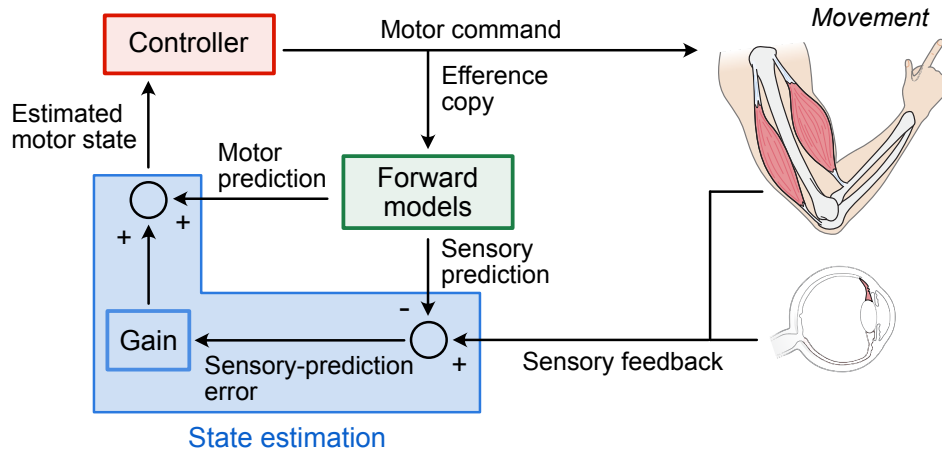 Controller
Motor command
Movement
Efference
copy
Estimated
motor state
Motor
prediction
Forward
models
+
+
Sensory
prediction
-
Gain
+
Sensory-prediction
error
Sensory feedback
State estimation